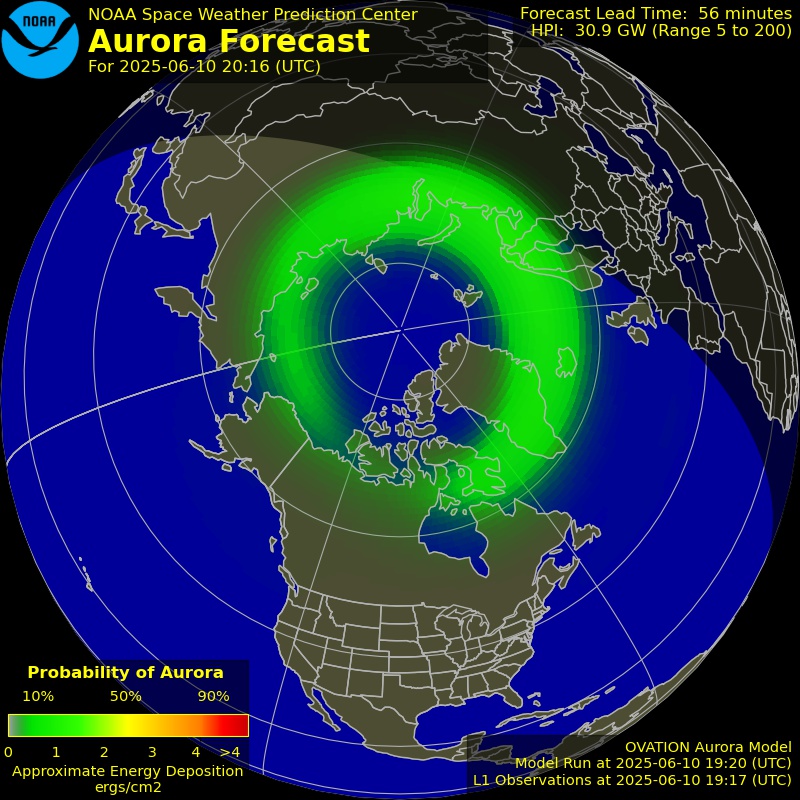 NOAA
NOAA Space Weather Prediction Center
Aurora Forecast
For 2025-06-10 20:16 (UTC)
Forecast Lead Time: 56 minutes
HPI: 30.9 GW (Range 5 to 200)
Probability of Aurora
10% 50% 90%
0 1 2 3 4 >4
Approximate Energy Deposition
ergs/cm2
OVATION Aurora Model
Model Run at 2025-06-10 19:20 (UTC)
L1 Observations at 2025-06-10 19:17 (UTC)